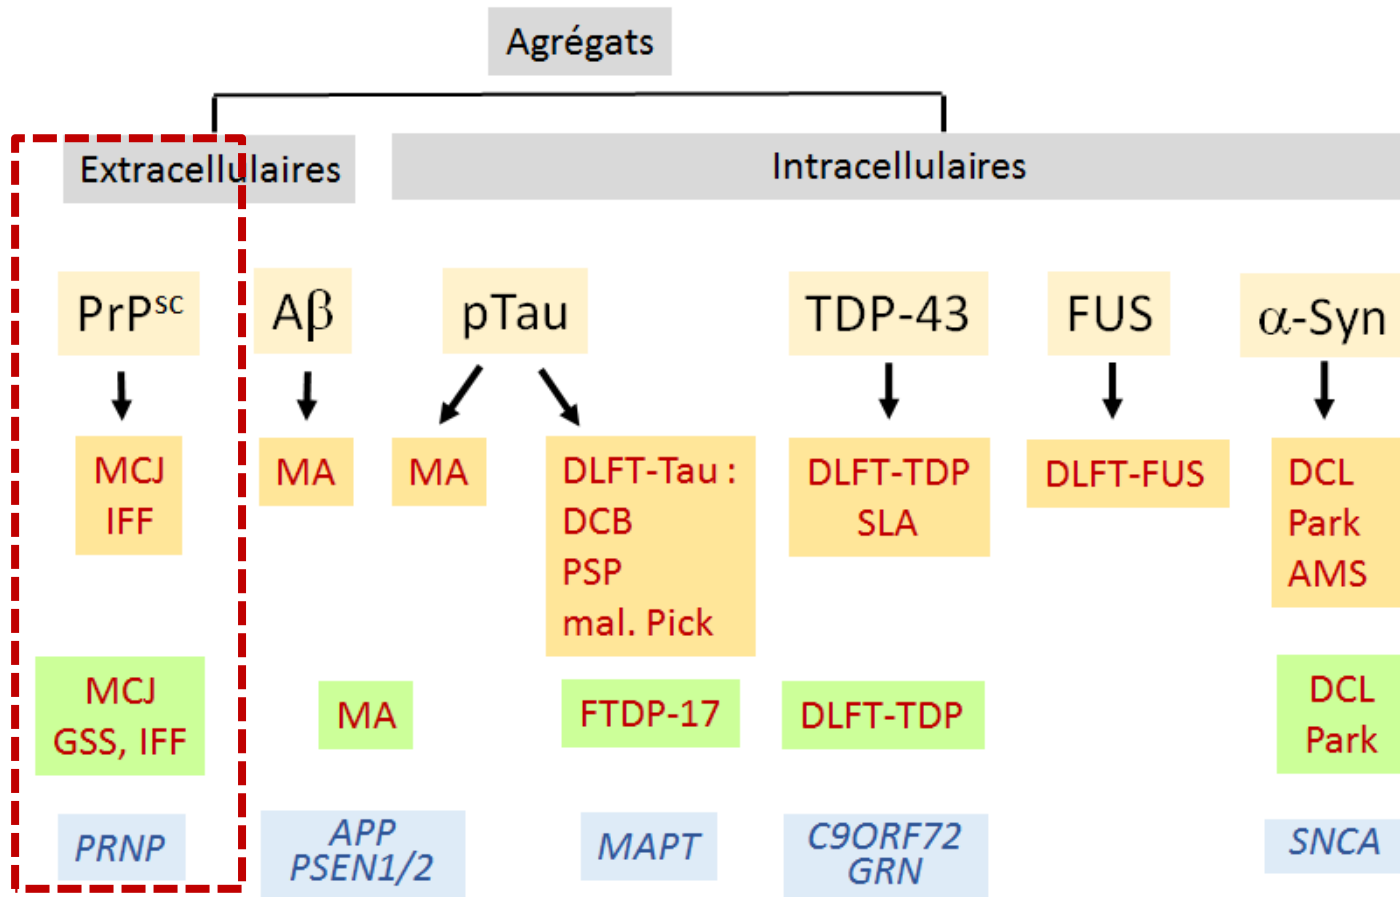 Agrégats
Extracellulaires
Intracellulaires
PrPsc
Aβ
pTau
TDP-43
FUS
α-Syn
MCJ
IFF
MA
MA
DLFT-Tau :
DCB
PSP
mal. Pick
DLFT-TDP
SLA
DLFT-FUS
DCL
Park
AMS
MCJ
GSS, IFF
MA
FTDP-17
DLFT-TDP
DCL
Park
PRNP
APP
PSEN1/2
MAPT
C9ORF72
GRN
SNCA